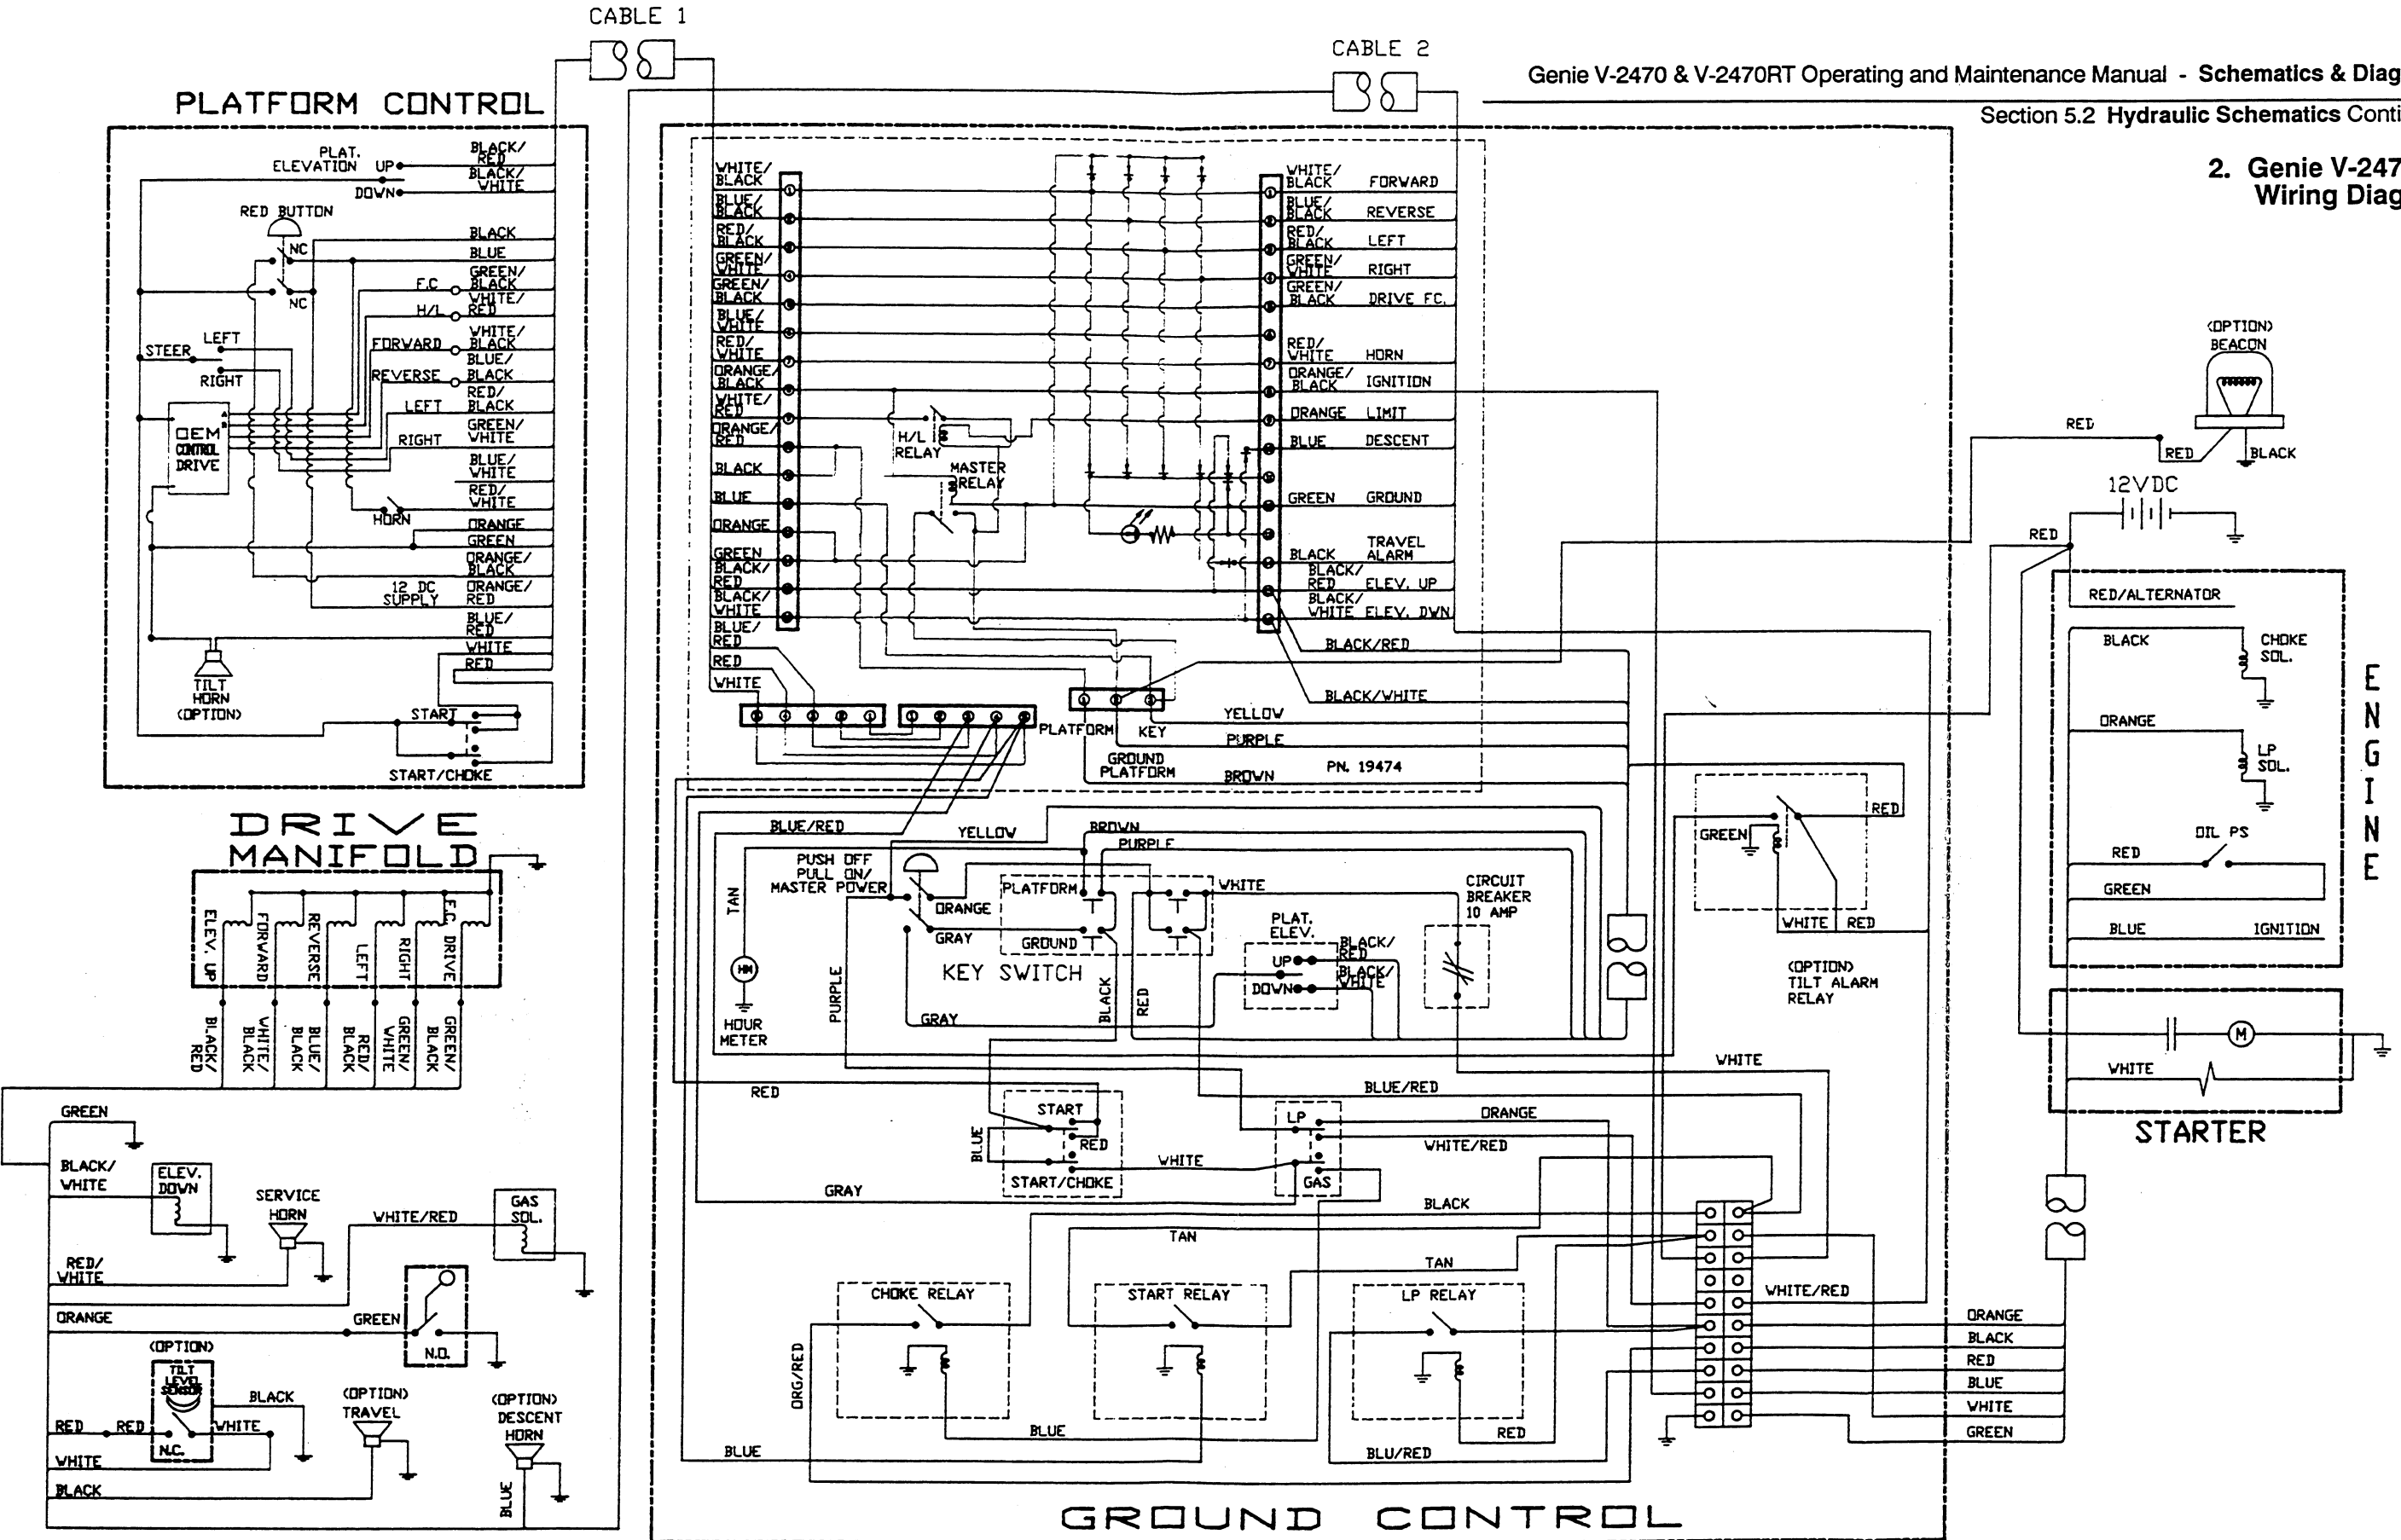 CABLE 1
CABLE 2
Genie V-2470 & V-2470RT Operating and Maintenance Manual - Schematics & Diag
Section 5.2 Hydraulic Schematics Conti
2. Genie V-247
Wiring Diag
PLATFORM CONTROL
PLAT.
ELEVATION UP
DOWN
BLACK/
RED
BLACK/
WHITE
RED BUTTON
NC
NC
BLACK
BLUE
F.C
GREEN/
BLACK
H/L
WHITE/
RED
STEER
LEFT
RIGHT
FORWARD
WHITE/
BLACK
REVERSE
BLUE/
BLACK
LEFT
RED/
BLACK
RIGHT
GREEN/
WHITE
OEM
CONTROL
DRIVE
A
B
BLUE/
WHITE
RED/
WHITE
HORN
ORANGE
GREEN
ORANGE/
BLACK
12 DC
SUPPLY
ORANGE/
RED
BLUE/
RED
WHITE
RED
TILT
HORN
(OPTION)
START
START/CHOKE
WHITE/
BLACK
BLUE/
BLACK
RED/
BLACK
GREEN/
WHITE
GREEN/
BLACK
BLUE/
WHITE
RED/
WHITE
ORANGE/
BLACK
WHITE/
RED
ORANGE/
RED
BLACK
BLUE
ORANGE
GREEN
BLACK/
RED
BLACK/
WHITE
BLUE/
RED
RED
WHITE
H/L
RELAY
MASTER
RELAY
WHITE/
BLACK FORWARD
BLUE/
BLACK REVERSE
RED/
BLACK LEFT
GREEN/
WHITE RIGHT
GREEN/
BLACK DRIVE FC.
RED/
WHITE HORN
ORANGE/
BLACK IGNITION
ORANGE LIMIT
BLUE DESCENT
GREEN GROUND
TRAVEL
BLACK ALARM
BLACK/
RED ELEV. UP
BLACK/
WHITE ELEV. DWN
BLACK/RED
BLACK/WHITE
YELLOW
PLATFORM KEY
PURPLE
GROUND
PLATFORM
BROWN
PN. 19474
(OPTION)
BEACON
RED
RED
BLACK
12VDC
RED
RED/ALTERNATOR
BLACK
CHOKE
SOL.
ORANGE
LP
SOL.
OIL PS
RED
GREEN
BLUE
IGNITION
ENGINE
M
WHITE
STARTER
DRIVE
MANIFOLD
ELEV. UP
FORWARD
REVERSE
LEFT
RIGHT
F.C. DRIVE
BLACK/
RED
WHITE/
BLACK
BLUE/
BLACK
RED/
BLACK
GREEN/
WHITE
GREEN/
BLACK
BLUE/RED
YELLOW
BROWN
PURPLE
PUSH OFF
PULL ON/
MASTER POWER
TAN
ORANGE
GRAY
PLATFORM
GROUND
KEY SWITCH
WHITE
PLAT.
ELEV.
UP
DOWN
BLACK/
RED
BLACK/
WHITE
CIRCUIT
BREAKER
10 AMP
GREEN
RED
WHITE
RED
(OPTION)
TILT ALARM
RELAY
HM
HOUR
METER
PURPLE
GRAY
BLACK
RED
WHITE
RED
BLUE/RED
START
RED
BLUE
START/CHOKE
LP
GAS
ORANGE
WHITE/RED
WHITE
GRAY
BLACK
TAN
TAN
WHITE/RED
CHOKE RELAY
START RELAY
LP RELAY
ORG/RED
BLUE
BLUE
RED
BLU/RED
ORANGE
BLACK
RED
BLUE
WHITE
GREEN
GREEN
BLACK/
WHITE
ELEV.
DOWN
SERVICE
HORN
WHITE/RED
GAS
SOL.
RED/
WHITE
ORANGE
GREEN
N.O.
(OPTION)
TILT
LEVEL
SENSOR
N.C.
BLACK
RED
RED
WHITE
WHITE
BLACK
(OPTION)
TRAVEL
(OPTION)
DESCENT
HORN
BLUE
GROUND CONTROL